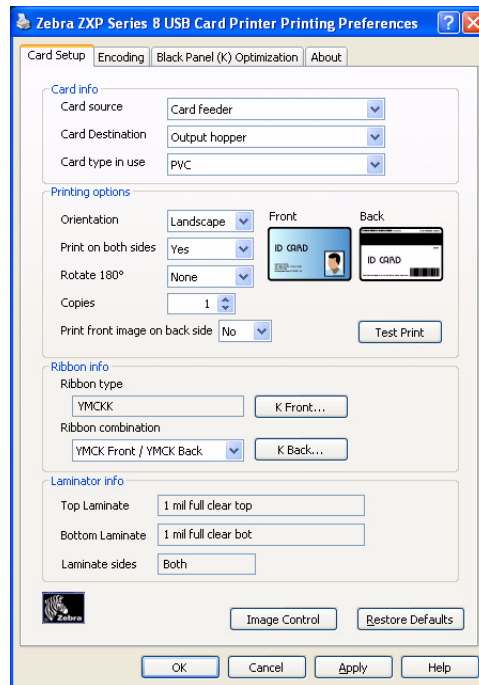 Zebra ZXP Series 8 USB Card Printer Printing Preferences
Card Setup Encoding Black Panel (K) Optimization About
Card info
Card source Card feeder
Card Destination Output hopper
Card type in use PVC
Printing options
Orientation Landscape Front Back
Print on both sides Yes
ID CARD
ID CARD
Rotate 180° None
Copies 1
Print front image on back side No Test Print
Ribbon info
Ribbon type
YMCKK K Front...
Ribbon combination
YMCK Front / YMCK Back K Back...
Laminator info
Top Laminate 1 mil full clear top
Bottom Laminate 1 mil full clear bot
Laminate sides Both
Zebra
Image Control Restore Defaults
OK Cancel Apply Help